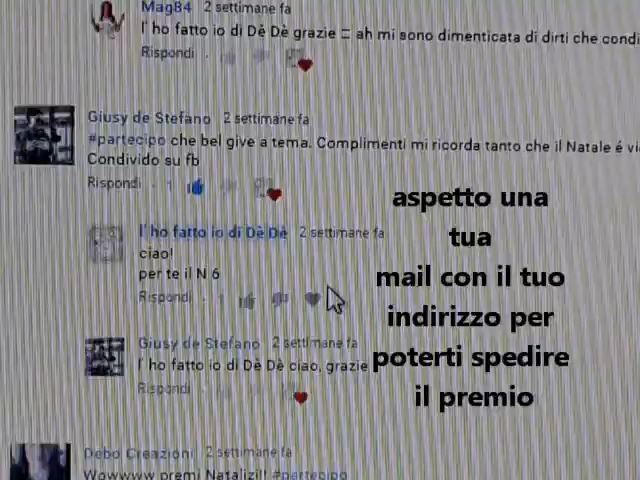 Mag84 2 settimane fa
l' ho fatto io di Dè Dè grazie = ah mi sono dimenticata di dirti che condi
Rispondi
Giusy de Stefano 2 settimane fa
#partecipo che bel give a tema. Complimenti mi ricorda tanto che il Natale é vi
Condivido su fb
Rispondi · 1
l' ho fatto io di Dè Dè 2 settimane fa
ciao!
per te il N 6
Rispondi · 1
Giusy de Stefano 2 settimane fa
l' ho fatto io di Dè Dè ciao, grazie
Rispondi
Debo Creazioni 2 settimane fa
Wowwww premi Natalizi!! #partecipo
aspetto una
tua
mail con il tuo
indirizzo per
poterti spedire
il premio